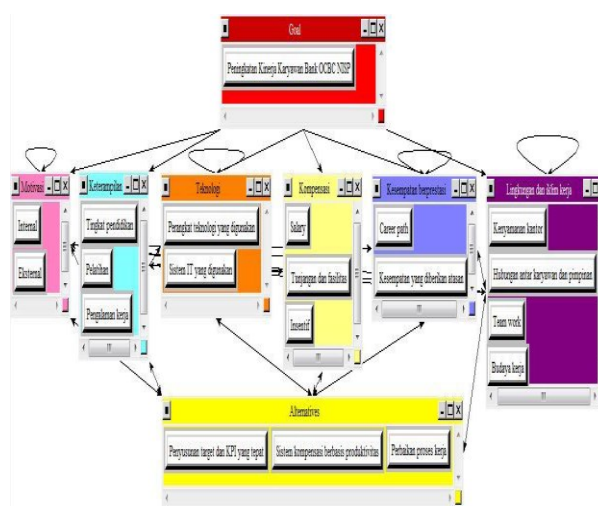 Goal
Peningkatan Kinerja Karyawan Bank OCBC NISP
Motivasi
Internal
Eksternal
Keterampilan
Tingkat pendidikan
Pelatihan
Pengalaman kerja
Teknologi
Perangkat teknologi yang digunakan
Sistem IT yang digunakan
Kompensasi
Salary
Tunjangan dan fasilitas
Insentif
Kesempatan berprestasi
Career path
Kesempatan yang diberikan atasan
Lingkungan dan iklim kerja
Kenyamanan kantor
Hubungan antar karyawan dan pimpinan
Team work
Budaya kerja
Alternatives
Penyusunan target dan KPI yang tepat
Sistem kompensasi berbasis produktivitas
Perbaikan proses kerja